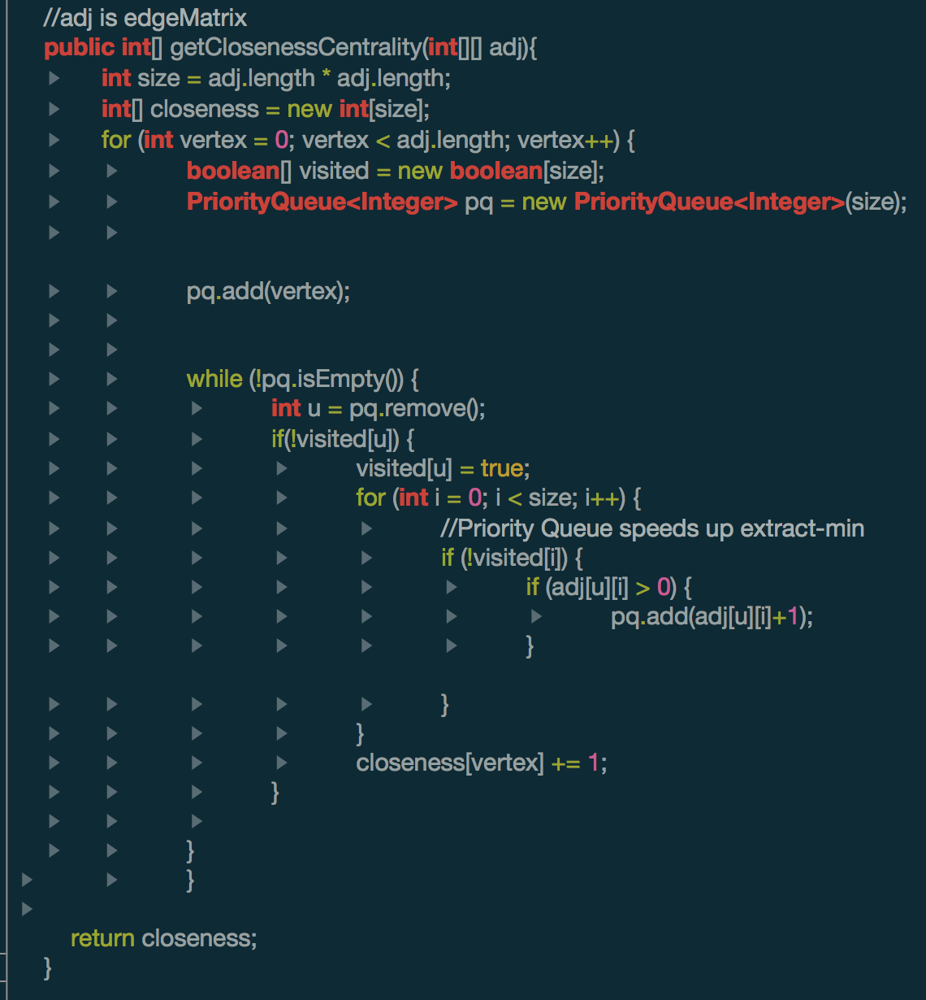 //adj is edgeMatrix
public int[] getClosenessCentrality(int[][] adj){
int size = adj.length * adj.length;
int[] closeness = new int[size];
for (int vertex = 0; vertex < adj.length; vertex++) {
boolean[] visited = new boolean[size];
PriorityQueue<Integer> pq = new PriorityQueue<Integer>(size);
pq.add(vertex);
while (!pq.isEmpty()) {
int u = pq.remove();
if(!visited[u]) {
visited[u] = true;
for (int i = 0; i < size; i++) {
//Priority Queue speeds up extract-min
if (!visited[i]) {
if (adj[u][i] > 0) {
pq.add(adj[u][i]+1);
}
}
}
closeness[vertex] += 1;
}
}
}
return closeness;
}